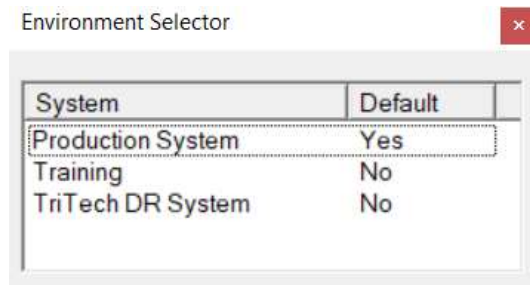 Environment Selector
System Default
Production System Yes
Training No
TriTech DR System No